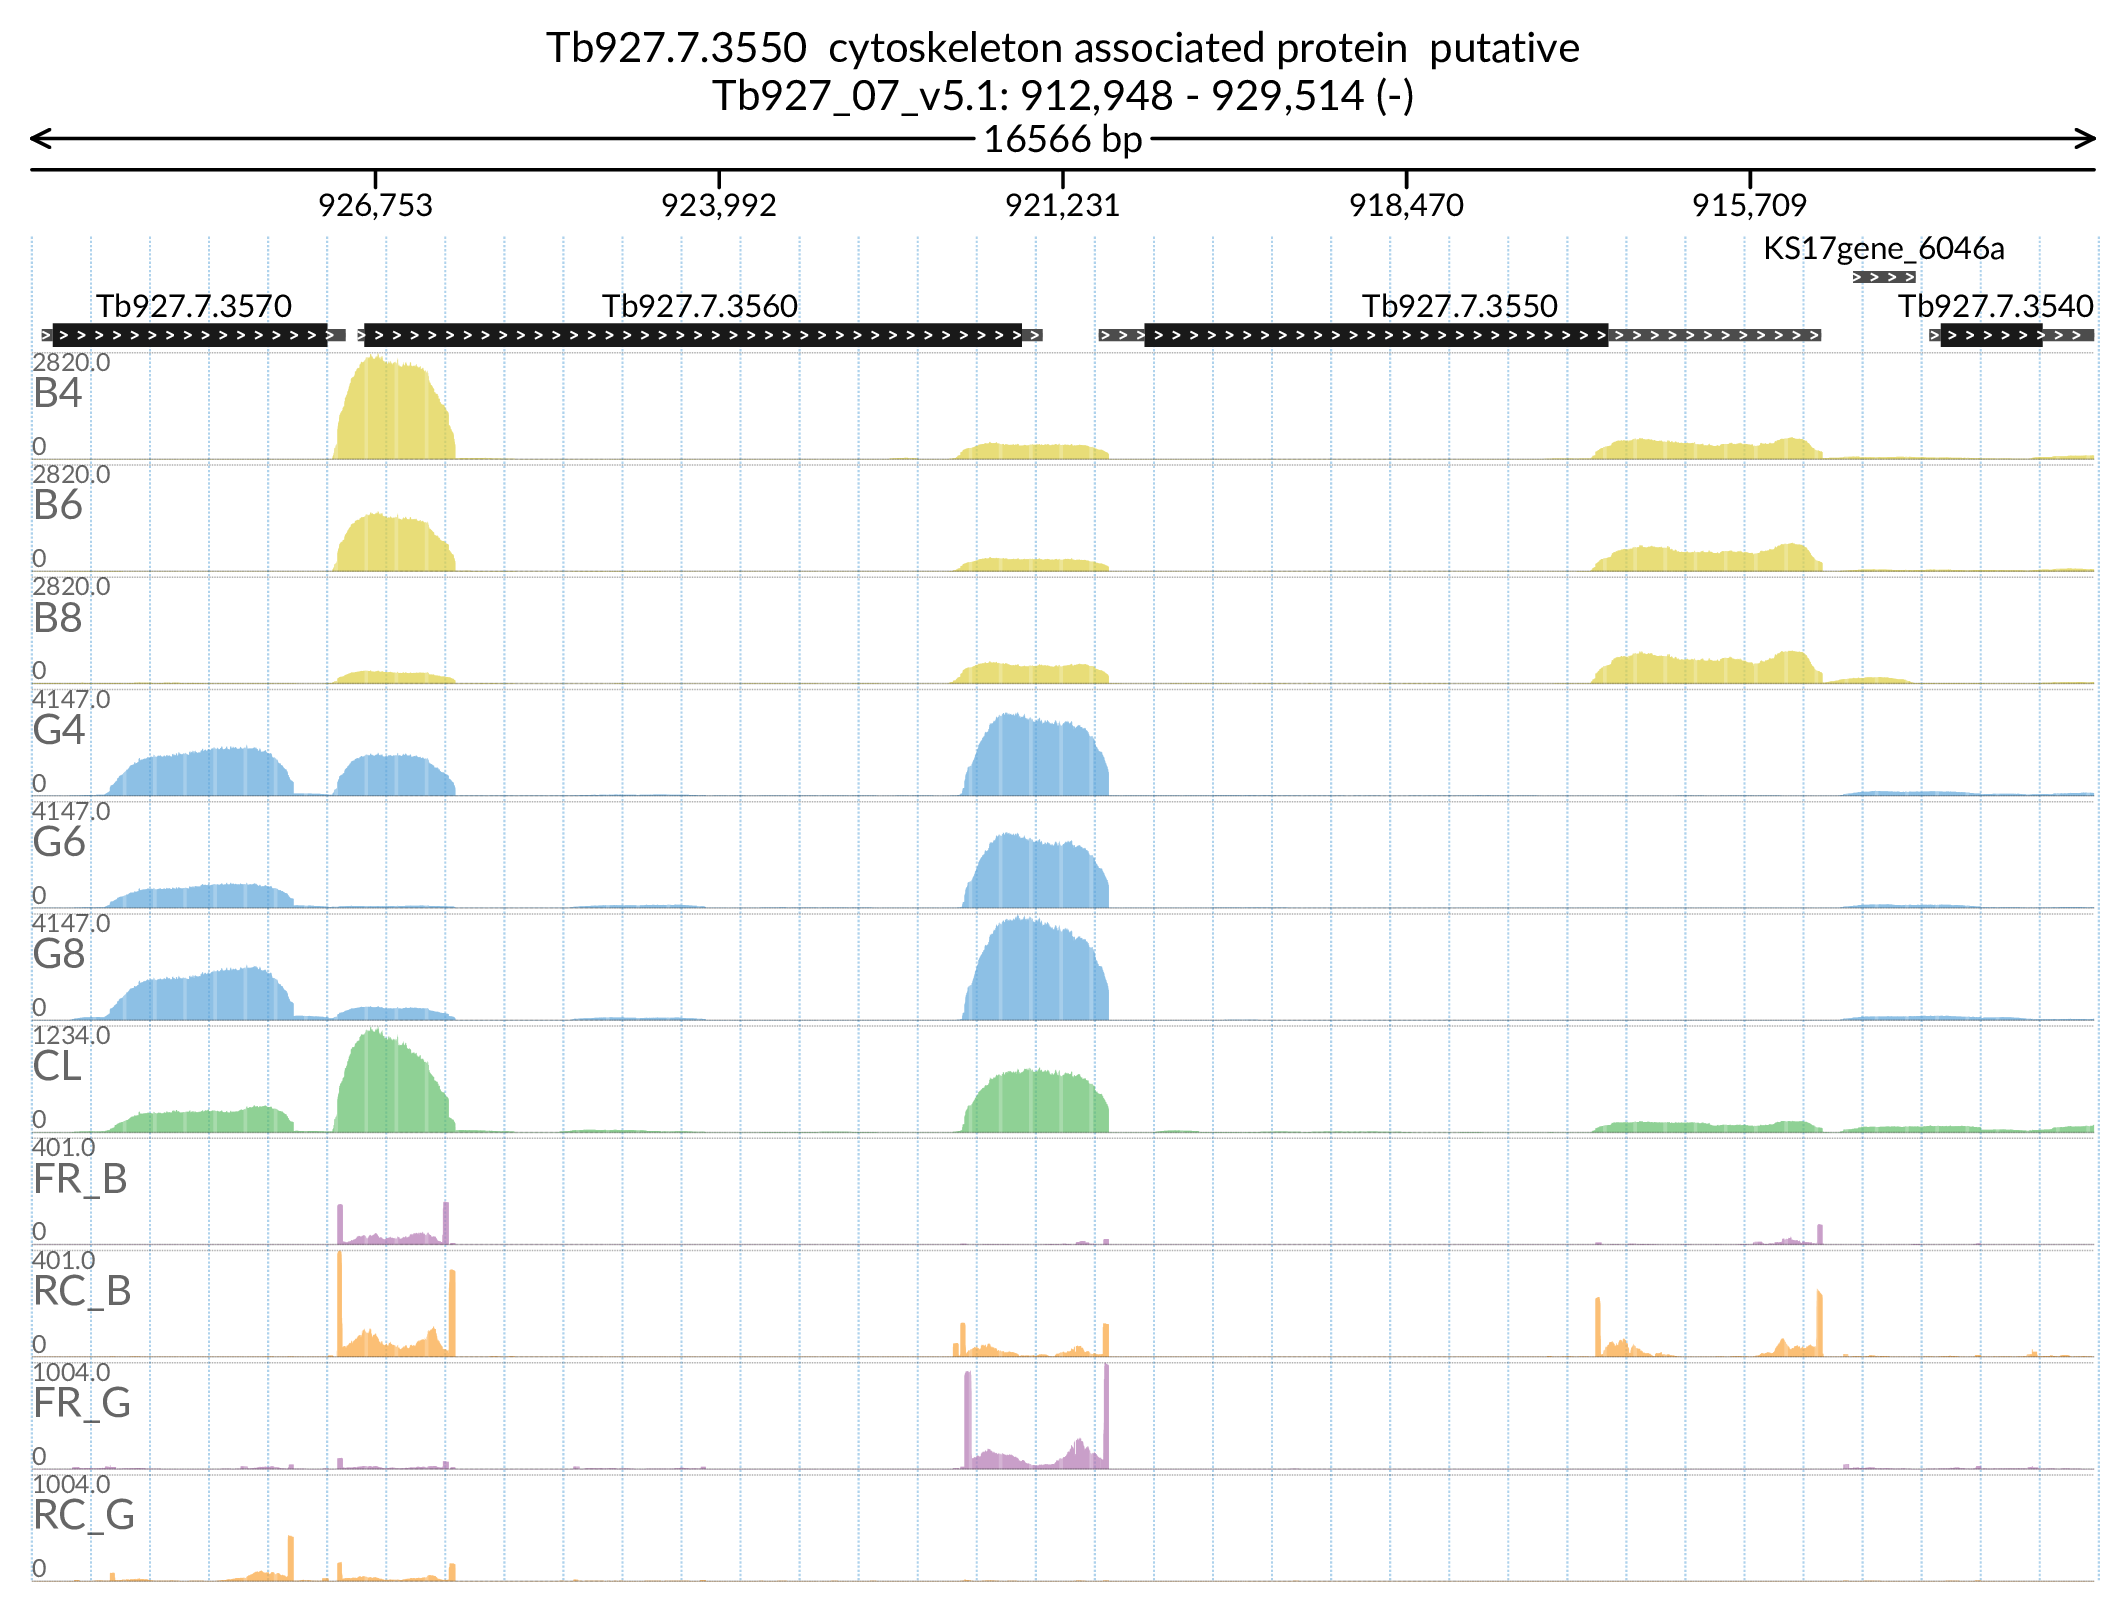 Tb927.7.3550 cytoskeleton associated protein putative
Tb927_07_v5.1: 912,948 - 929,514 (-)
16566 bp
926,753 923,992 921,231 918,470 915,709
KS17gene_6046a
Tb927.7.3570 Tb927.7.3560 Tb927.7.3550 Tb927.7.3540
2820.0
B4
0
2820.0
B6
0
2820.0
B8
0
4147.0
G4
0
4147.0
G6
0
4147.0
G8
0
1234.0
CL
0
401.0
FR_B
0
401.0
RC_B
0
1004.0
FR_G
0
1004.0
RC_G
0